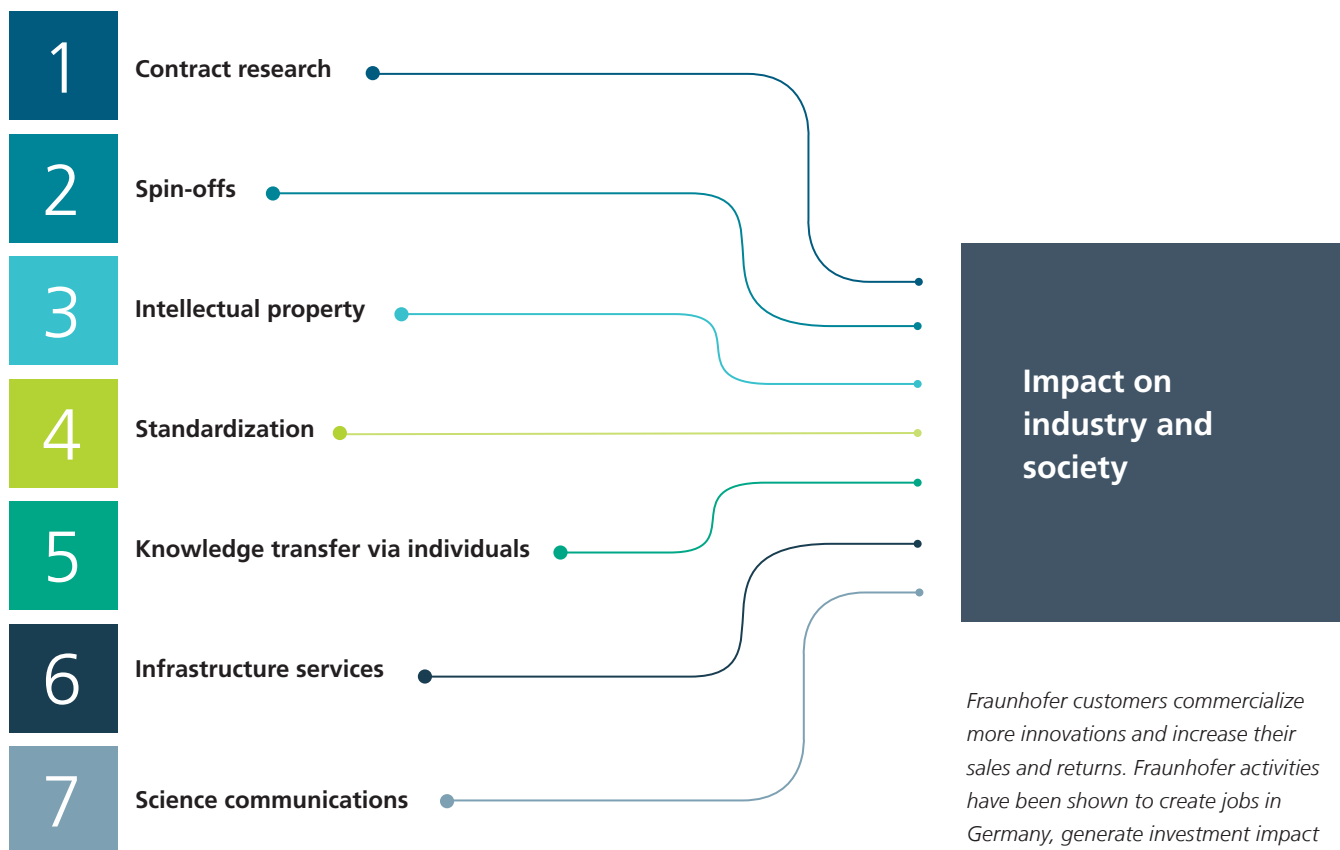 1
Contract research
2
Spin-offs
3
Intellectual property
4
Standardization
5
Knowledge transfer via individuals
6
Infrastructure services
7
Science communications
Impact on
industry and
society
Fraunhofer customers commercialize
more innovations and increase their
sales and returns. Fraunhofer activities
have been shown to create jobs in
Germany, generate investment impact